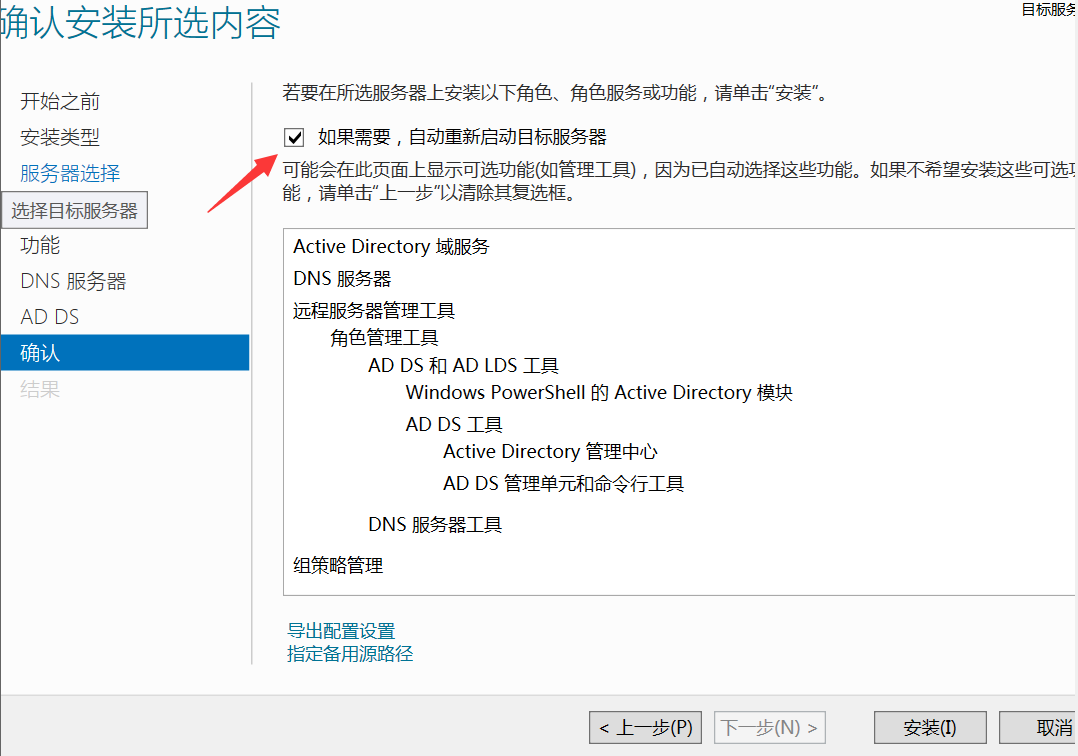 确认安装所选内容
目标服务
开始之前
安装类型
服务器选择
选择目标服务器
功能
DNS 服务器
AD DS
确认
结果
若要在所选服务器上安装以下角色、角色服务或功能，请单击“安装”。
如果需要，自动重新启动目标服务器
可能会在此页面上显示可选功能(如管理工具)，因为已自动选择这些功能。如果不希望安装这些可选功
能，请单击“上一步”以清除其复选框。
Active Directory 域服务
DNS 服务器
远程服务器管理工具
角色管理工具
AD DS 和 AD LDS 工具
Windows PowerShell 的 Active Directory 模块
AD DS 工具
Active Directory 管理中心
AD DS 管理单元和命令行工具
DNS 服务器工具
组策略管理
导出配置设置
指定备用源路径
< 上一步(P)
下一步(N) >
安装(I)
取消